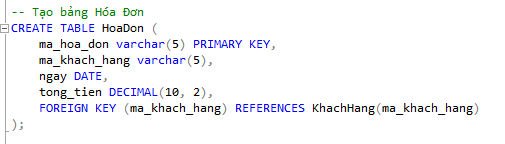 -- Tạo bảng Hóa Đơn
CREATE TABLE HoaDon (
ma_hoa_don varchar(5) PRIMARY KEY,
ma_khach_hang varchar(5),
ngay DATE,
tong_tien DECIMAL(10, 2),
FOREIGN KEY (ma_khach_hang) REFERENCES KhachHang(ma_khach_hang)
);